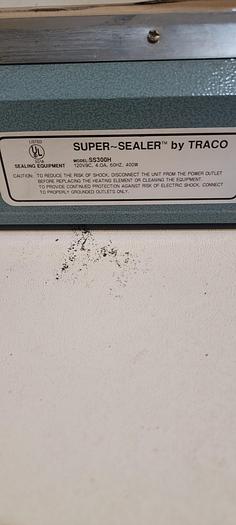 LISTED
UL
SEALING EQUIPMENT
SUPER~SEALER™ by TRACO
MODEL SS300H
120VAC, 4.0A, 60HZ, 400W
CAUTION: TO REDUCE THE RISK OF SHOCK, DISCONNECT THE UNIT FROM THE POWER OUTLET
BEFORE REPLACING THE HEATING ELEMENT OR CLEANING THE EQUIPMENT.
TO PROVIDE CONTINUED PROTECTION AGAINST RISK OF ELECTRIC SHOCK, CONNECT
TO PROPERLY GROUNDED OUTLETS ONLY.